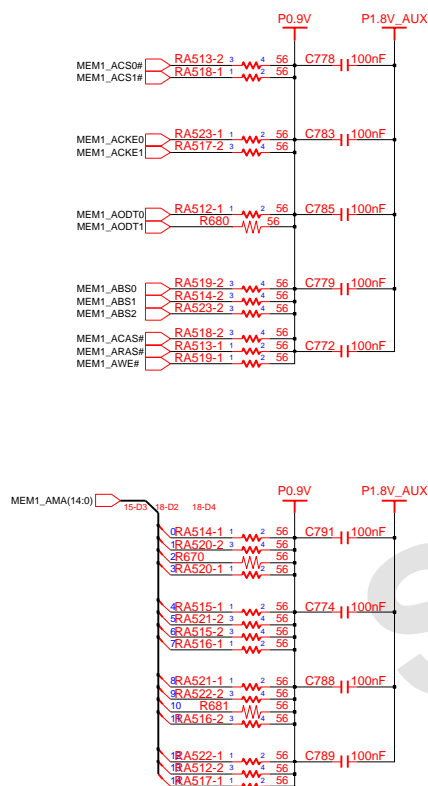 P0.9V P1.8V_AUX
MEM1_ACS0# RA513-2 3 4 56 C778 100nF
MEM1_ACS1# RA518-1 1 2 56
MEM1_ACKE0 RA523-1 1 2 56 C783 100nF
MEM1_ACKE1 RA517-2 3 4 56
MEM1_AODT0 RA512-1 1 2 56 C785 100nF
MEM1_AODT1 R680 56
MEM1_ABS0 RA519-2 3 4 56 C779 100nF
MEM1_ABS1 RA514-2 3 4 56
MEM1_ABS2 RA523-2 3 4 56
MEM1_ACAS# RA518-2 3 4 56
MEM1_ARAS# RA513-1 1 2 56 C772 100nF
MEM1_AWE# RA519-1 1 2 56
P0.9V P1.8V_AUX
MEM1_AMA(14:0) 15-D3 18-D2 18-D4
0 RA514-1 1 2 56 C791 100nF
1 RA520-2 3 4 56
2 R670 56
3 RA520-1 1 2 56
4 RA515-1 1 2 56 C774 100nF
5 RA521-2 3 4 56
6 RA515-2 3 4 56
7 RA516-1 1 2 56
8 RA521-1 1 2 56 C788 100nF
9 RA522-2 3 4 56
10 R681 56
11 RA516-2 3 4 56
12 RA522-1 1 2 56 C789 100nF
13 RA512-2 3 4 56
14 RA517-1 1 2 56
S